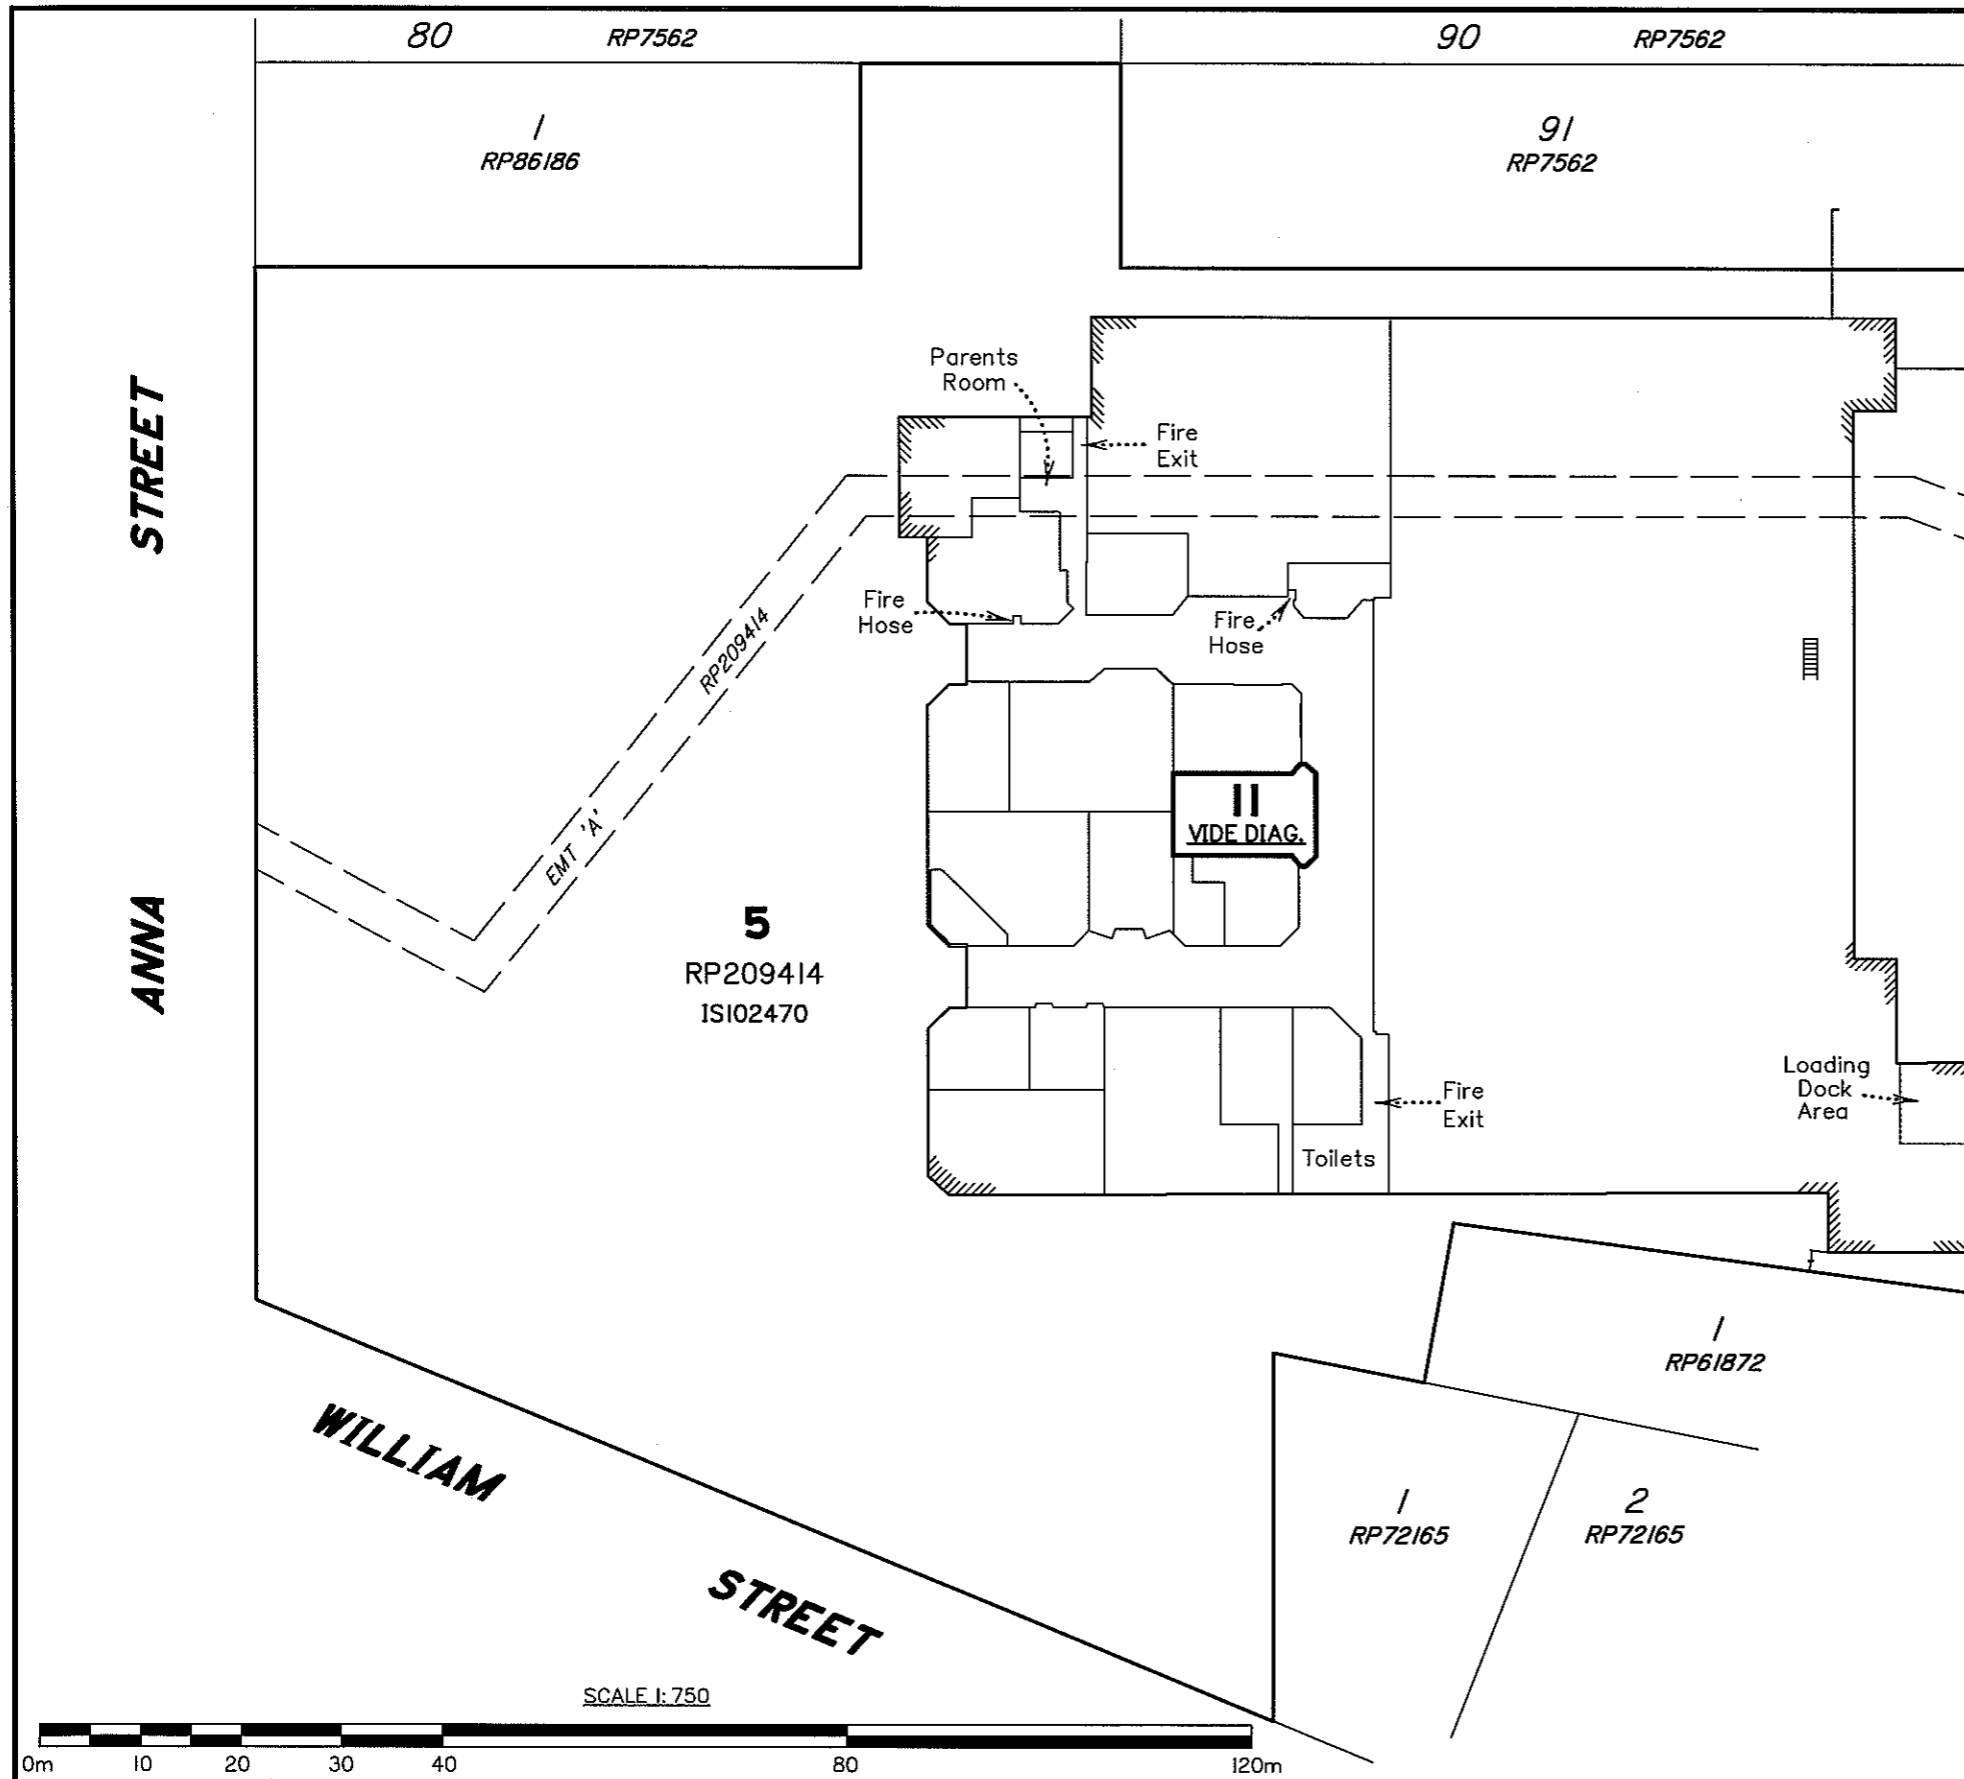 80 RP7562
90 RP7562
1
RP86186
91
RP7562
Parents
Room
Fire
Exit
Fire
Hose
Fire
Hose
ANNA STREET
RP209414
EMT 'A'
11
VIDE DIAG.
5
RP209414
IS102470
Fire
Exit
Loading
Dock
Area
Toilets
1
RP61872
WILLIAM STREET
1
RP72165
2
RP72165
SCALE 1:750
0m 10 20 30 40 80 120m